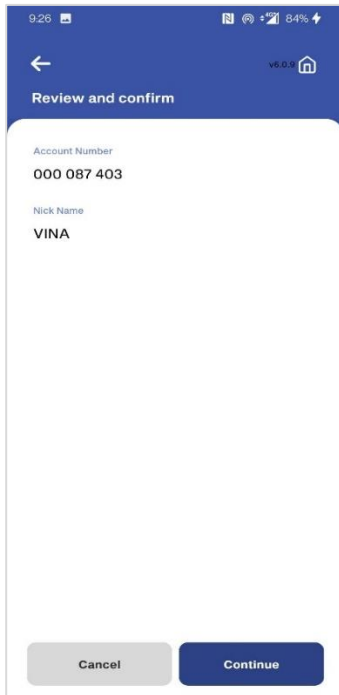 9:26 84%
v6.0.9
Review and confirm
Account Number
000 087 403
Nick Name
VINA
Cancel Continue